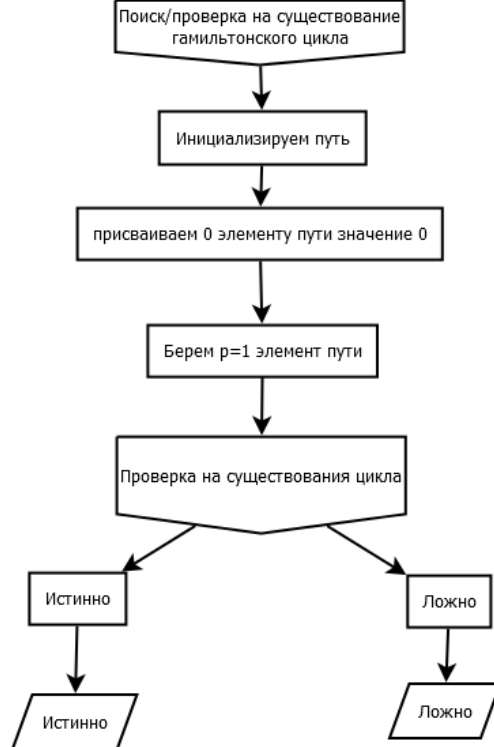 Поиск/проверка на существование
гамильтонского цикла
Инициализируем путь
присваиваем 0 элементу пути значение 0
Берем p=1 элемент пути
Проверка на существования цикла
Истинно
Ложно
Истинно
Ложно